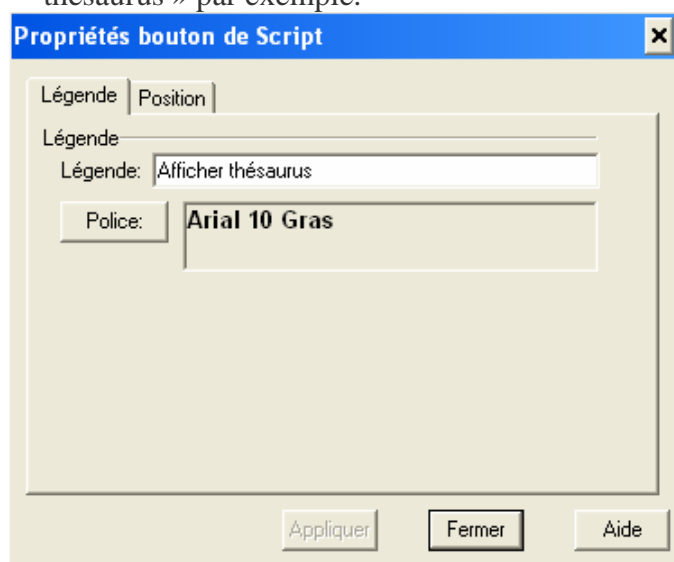 thésaurus » par exemple.
Propriétés bouton de Script
Légende Position
Légende
Légende: Afficher thésaurus
Police: Arial 10 Gras
Appliquer Fermer Aide